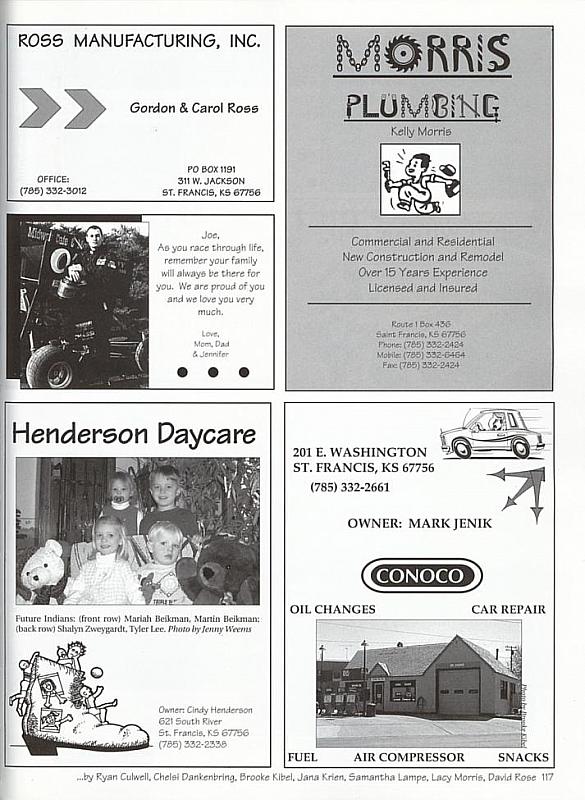 ROSS MANUFACTURING, INC.
Gordon & Carol Ross
OFFICE:
(785) 332-3012
PO BOX 1191
311 W. JACKSON
ST. FRANCIS, KS 67756
MORRIS
PLUMBING
Kelly Morris
Commercial and Residential
New Construction and Remodel
Over 15 Years Experience
Licensed and Insured
Route 1 Box 436
Saint Francis, KS 67756
Phone: (785) 332-2424
Mobile: (785) 332-6464
Fax: (785) 332-2424
Joe,
As you race through life,
remember your family
will always be there for
you. We are proud of you
and we love you very
much.
Love,
Mom, Dad
& Jennifer
Henderson Daycare
Future Indians: (front row) Mariah Beikman, Martin Beikman;
(back row) Shalyn Zweygardt, Tyler Lee. Photo by Jenny Weems
Owner: Cindy Henderson
621 South River
St. Francis, KS 67756
(785) 332-2338
201 E. WASHINGTON
ST. FRANCIS, KS 67756
(785) 332-2661
OWNER: MARK JENIK
CONOCO
OIL CHANGES CAR REPAIR
Photo by Brooke Kibel
FUEL AIR COMPRESSOR SNACKS
...by Ryan Culwell, Chelsi Dankenbring, Brooke Kibel, Jana Krien, Samantha Lampe, Lacy Morris, David Rose 117